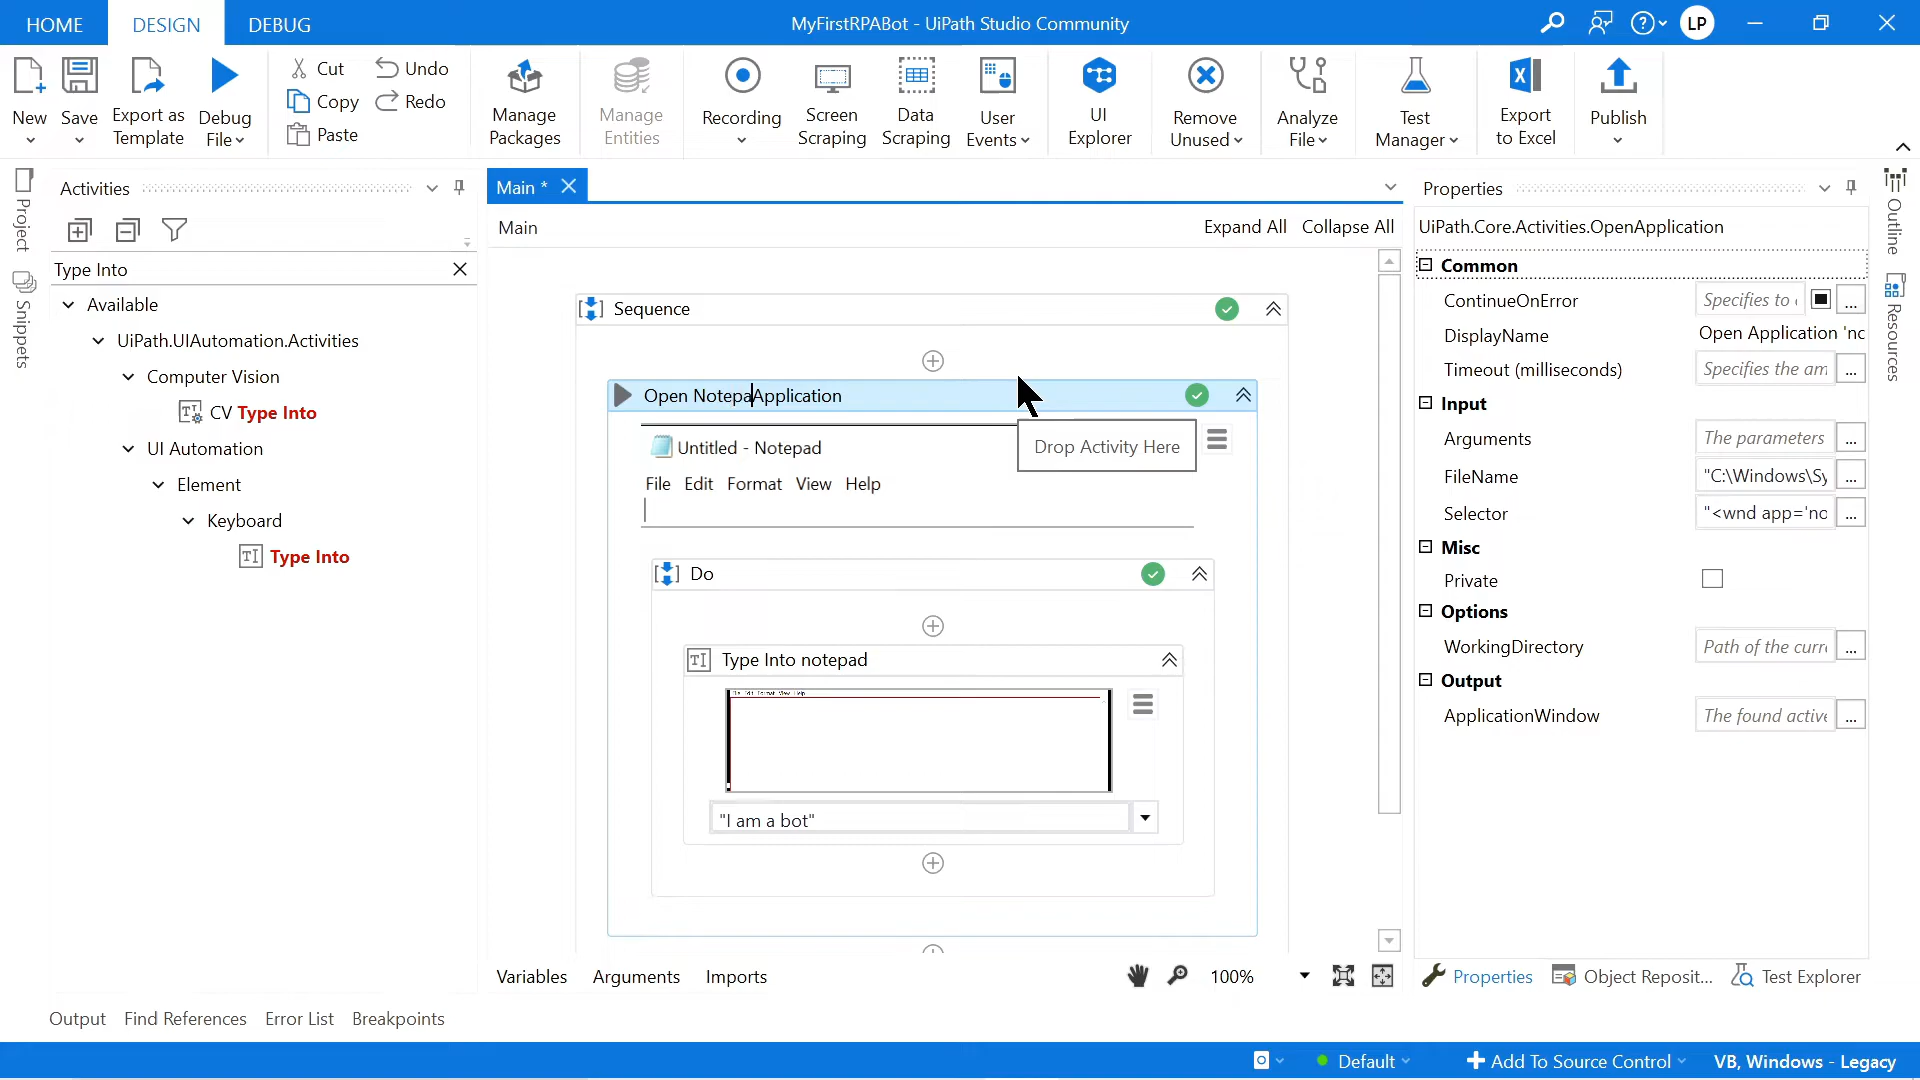 HOME DESIGN DEBUG MyFirstRPABot - UiPath Studio Community LP
New Save Export as Template Debug File Cut Copy Paste Undo Redo Manage Packages Manage Entities Recording Screen Scraping Data Scraping User Events UI Explorer Remove Unused Analyze File Test Manager Export to Excel Publish
Project
Snippets
Activities
Type Into
Available
UiPath.UIAutomation.Activities
Computer Vision
CV Type Into
UI Automation
Element
Keyboard
Type Into
Main *
Main Expand All Collapse All
Sequence
Open NotepaApplication
Untitled - Notepad
Drop Activity Here
File Edit Format View Help
Do
Type Into notepad
File Edit Format View Help
"I am a bot"
Variables Arguments Imports 100%
Properties
UiPath.Core.Activities.OpenApplication
Common
ContinueOnError Specifies to ...
DisplayName Open Application 'nc
Timeout (milliseconds) Specifies the am ...
Input
Arguments The parameters ...
FileName "C:\Windows\Sy ...
Selector "<wnd app='no ...
Misc
Private
Options
WorkingDirectory Path of the curr ...
Output
ApplicationWindow The found active ...
Properties Object Reposit... Test Explorer
Outline
Resources
Output Find References Error List Breakpoints
Default Add To Source Control VB, Windows - Legacy